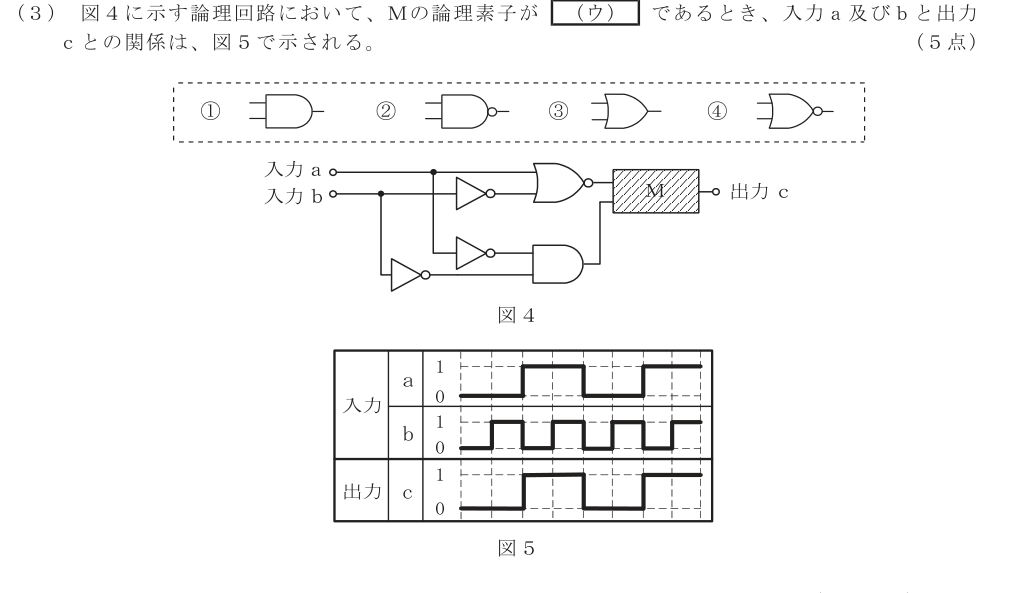 （３） 図４に示す論理回路において、Ｍの論理素子が （ウ） であるとき、入力ａ及びｂと出力
ｃとの関係は、図５で示される。 （５点）
① ② ③ ④
入力 a
入力 b
M
出力 c
図４
入力 a 1 0
b 1 0
出力 c 1 0
図５